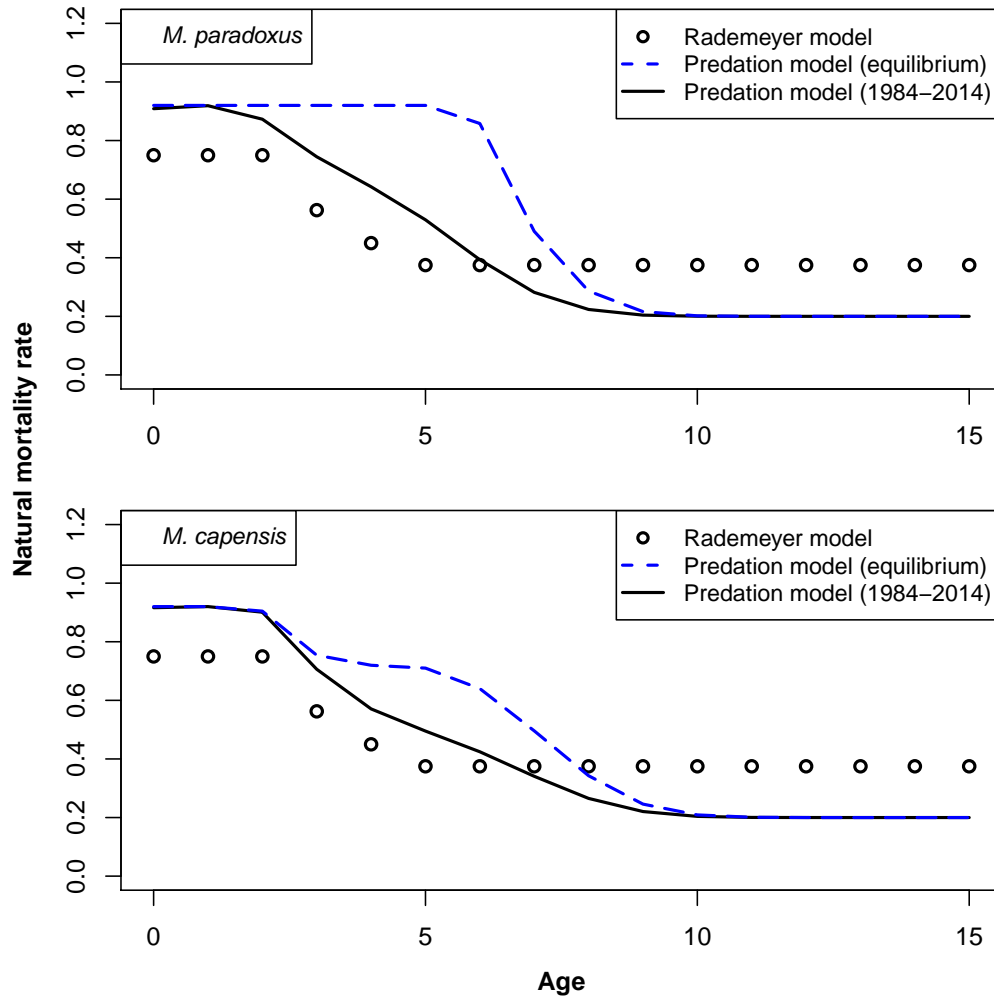 Natural mortality rate
M. paradoxus
Rademeyer model
Predation model (equilibrium)
Predation model (1984−2014)
1.2
1.0
0.8
0.6
0.4
0.2
0.0
0 5 10 15
M. capensis
Rademeyer model
Predation model (equilibrium)
Predation model (1984−2014)
1.2
1.0
0.8
0.6
0.4
0.2
0.0
0 5 10 15
Age